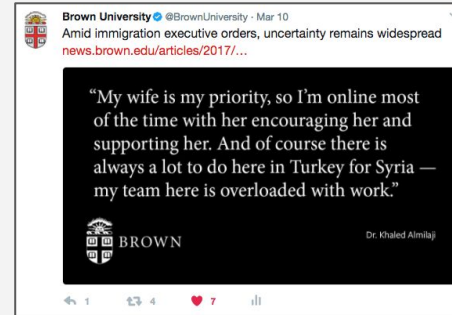 Brown University @BrownUniversity · Mar 10
Amid immigration executive orders, uncertainty remains widespread
news.brown.edu/articles/2017/…
“My wife is my priority, so I’m online most
of the time with her encouraging her and
supporting her. And of course there is
always a lot to do here in Turkey for Syria —
my team here is overloaded with work.”
BROWN
Dr. Khaled Almilaji
1 4 7